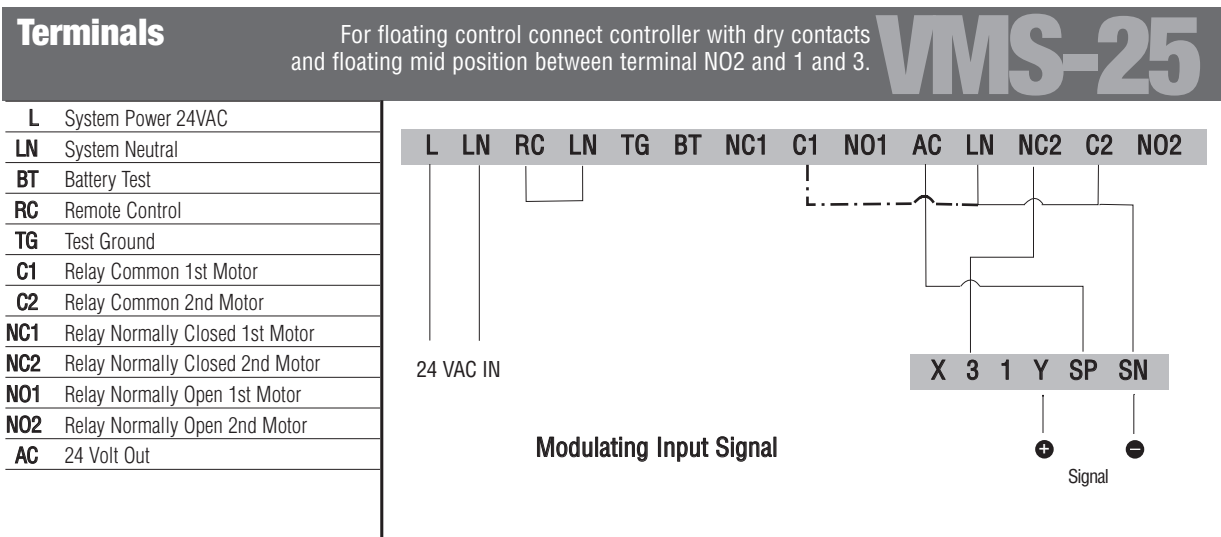 Terminals
For floating control connect controller with dry contacts
and floating mid position between terminal NO2 and 1 and 3.
VMS-25
L System Power 24VAC
LN System Neutral
BT Battery Test
RC Remote Control
TG Test Ground
C1 Relay Common 1st Motor
C2 Relay Common 2nd Motor
NC1 Relay Normally Closed 1st Motor
NC2 Relay Normally Closed 2nd Motor
NO1 Relay Normally Open 1st Motor
NO2 Relay Normally Open 2nd Motor
AC 24 Volt Out
L LN RC LN TG BT NC1 C1 NO1 AC LN NC2 C2 NO2
24 VAC IN
X 3 1 Y SP SN
Modulating Input Signal
+ −
Signal